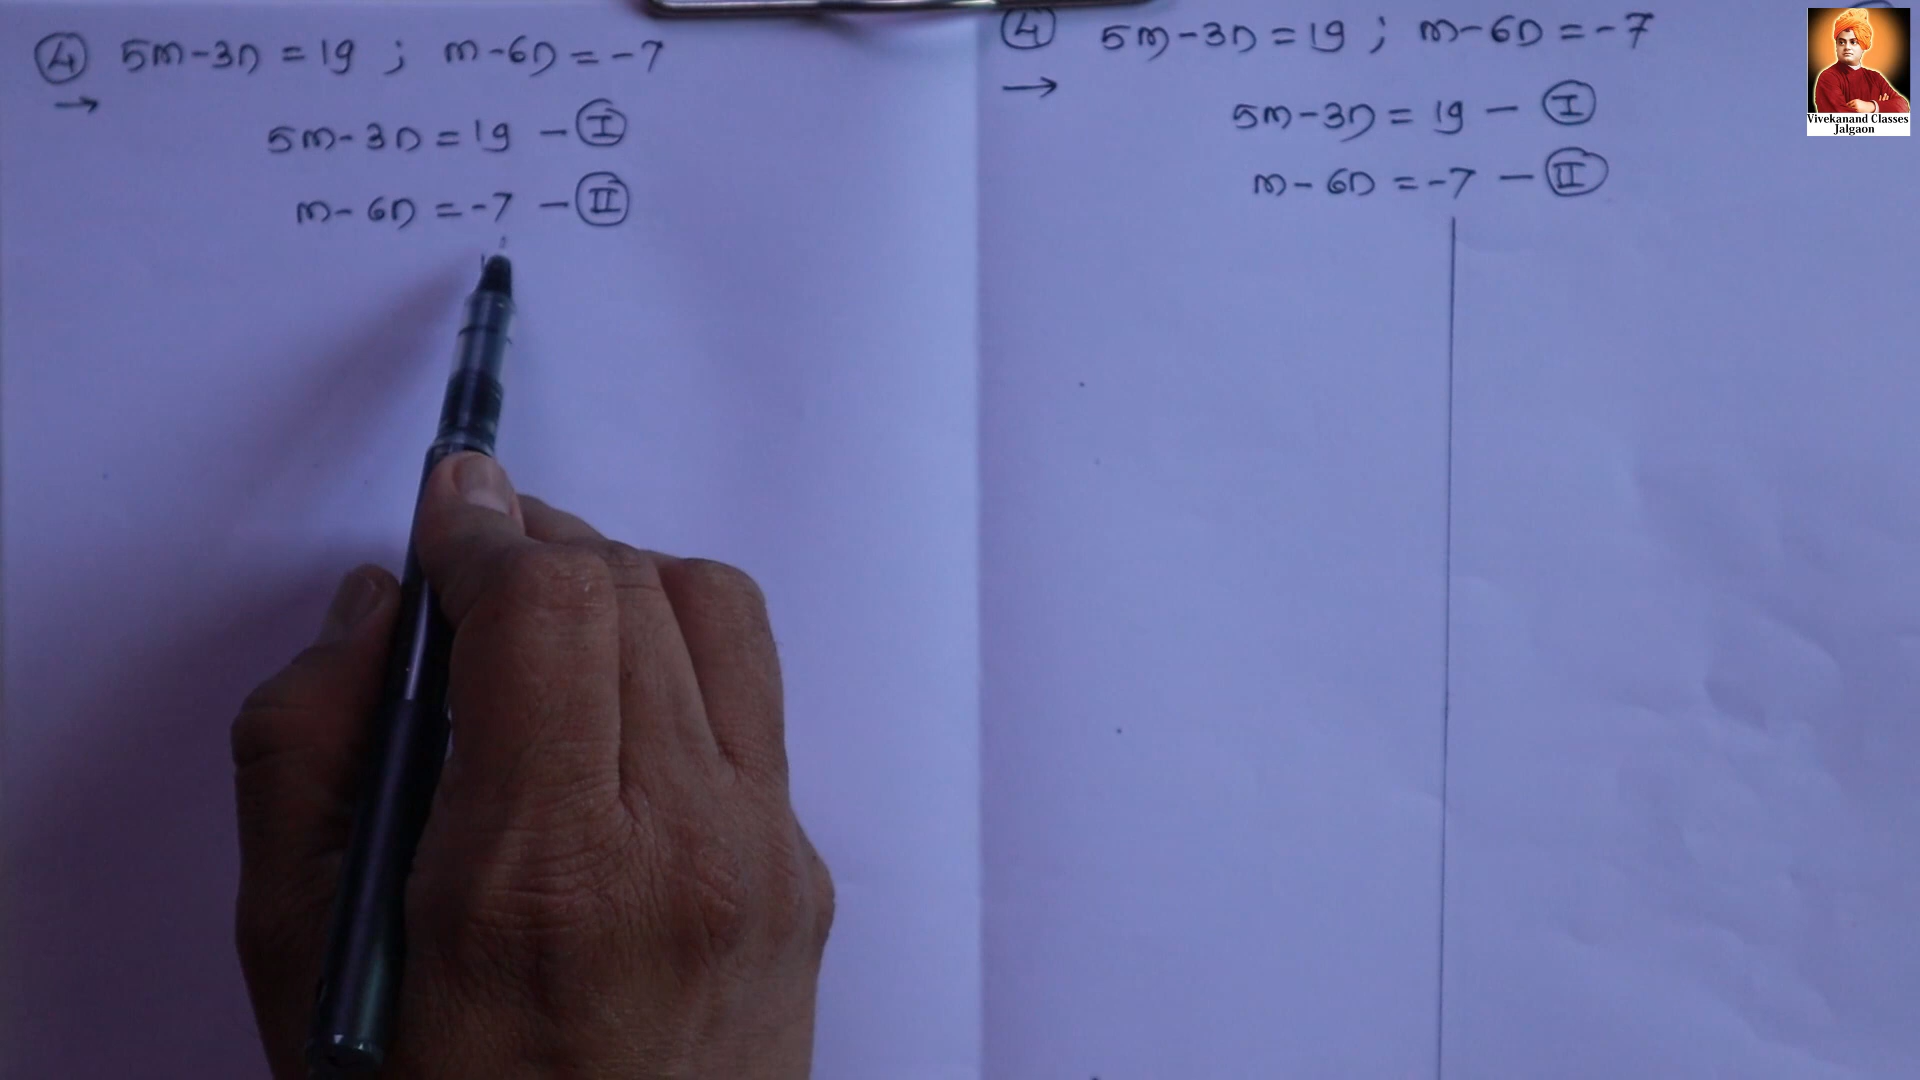 ④ 5m-3n = 19 ; m-6n = -7
→
5m-3n = 19 - Ⓘ
m- 6n = -7 - Ⅱ
④ 5m-3n = 19 ; m-6n = -7
→
5m-3n = 19 - Ⓘ
m- 6n = -7 - Ⅱ
Vivekanand Classes
Jalgaon